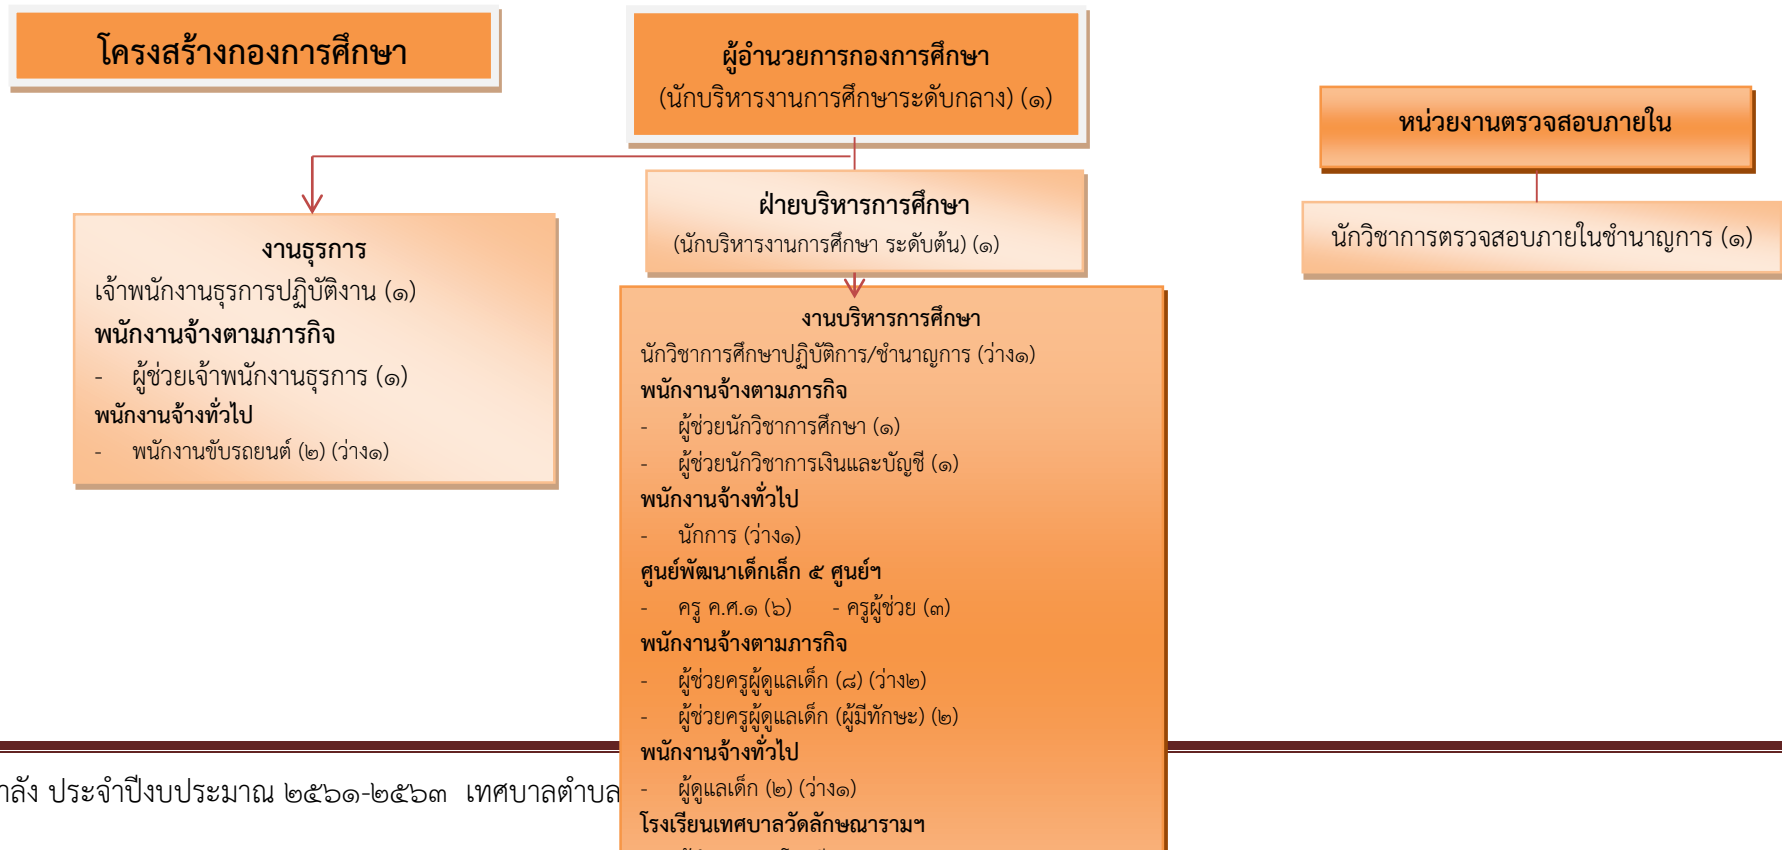 โครงสร้างกองการศึกษา
ผู้อำนวยการกองการศึกษา
(นักบริหารงานการศึกษาระดับกลาง) (๑)
หน่วยงานตรวจสอบภายใน
นักวิชาการตรวจสอบภายในชำนาญการ (๑)
ฝ่ายบริหารการศึกษา
(นักบริหารงานการศึกษา ระดับต้น) (๑)
งานธุรการ
เจ้าพนักงานธุรการปฏิบัติงาน (๑)
พนักงานจ้างตามภารกิจ
- ผู้ช่วยเจ้าพนักงานธุรการ (๑)
พนักงานจ้างทั่วไป
- พนักงานขับรถยนต์ (๒) (ว่าง๑)
งานบริหารการศึกษา
นักวิชาการศึกษาปฏิบัติการ/ชำนาญการ (ว่าง๑)
พนักงานจ้างตามภารกิจ
- ผู้ช่วยนักวิชาการศึกษา (๑)
- ผู้ช่วยนักวิชาการเงินและบัญชี (๑)
พนักงานจ้างทั่วไป
- นักการ (ว่าง๑)
ศูนย์พัฒนาเด็กเล็ก ๕ ศูนย์ฯ
- ครู ค.ศ.๑ (๖) - ครูผู้ช่วย (๓)
พนักงานจ้างตามภารกิจ
- ผู้ช่วยครูผู้ดูแลเด็ก (๘) (ว่าง๒)
- ผู้ช่วยครูผู้ดูแลเด็ก (ผู้มีทักษะ) (๒)
พนักงานจ้างทั่วไป
- ผู้ดูแลเด็ก (๒) (ว่าง๑)
โรงเรียนเทศบาลวัดลักษณารามฯ
ประจำปีงบประมาณ ๒๕๖๑-๒๕๖๓ เทศบาลตำบล